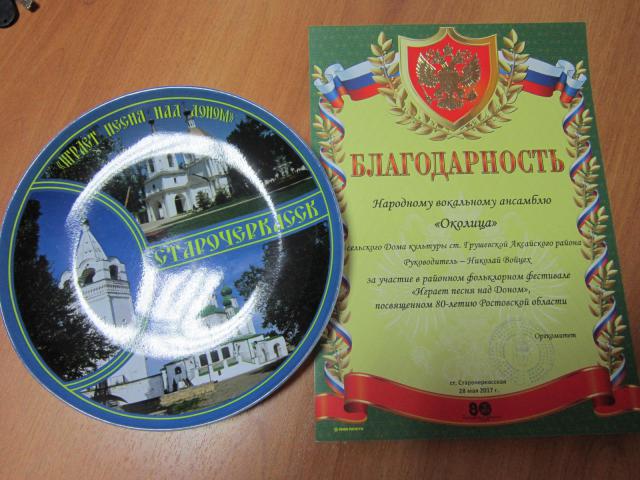 «ИГРАЕТ ПЕСНЯ НАД ДОНОМ»
СТАРОЧЕРКАССК
БЛАГОДАРНОСТЬ
Народному вокальному ансамблю
«Околица»
сельского Дома культуры ст. Грушевской Аксайского района
Руководитель – Николай Войцех
за участие в районном фольклорном фестивале
«Играет песня над Доном»,
посвященном 80-летию Ростовской области
Оргкомитет
ст. Старочеркасская
28 мая 2017 г.
80